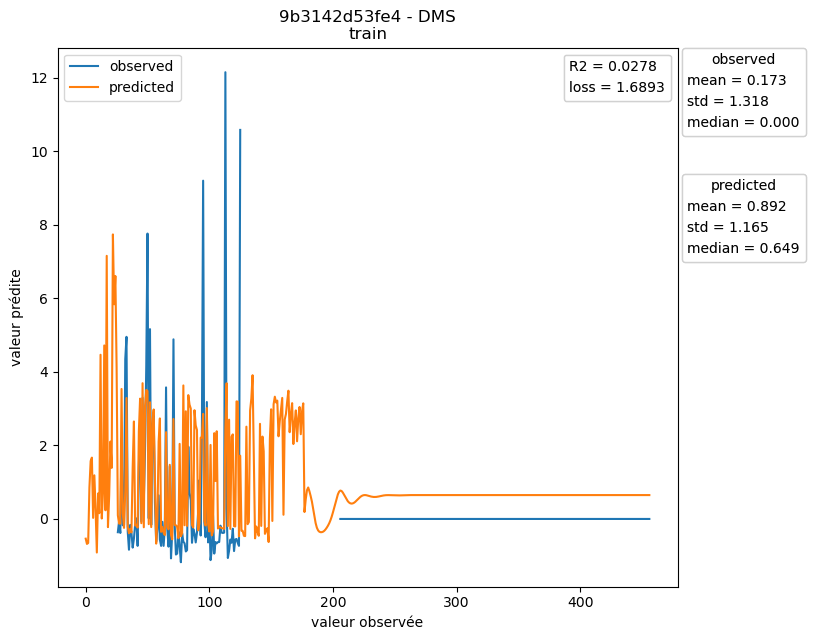 9b3142d53fe4 - DMS
train
observed
predicted
R2 = 0.0278
loss = 1.6893
observed
mean = 0.173
std = 1.318
median = 0.000
predicted
mean = 0.892
std = 1.165
median = 0.649
valeur prédite
12
10
8
6
4
2
0
0
100
200
300
400
valeur observée